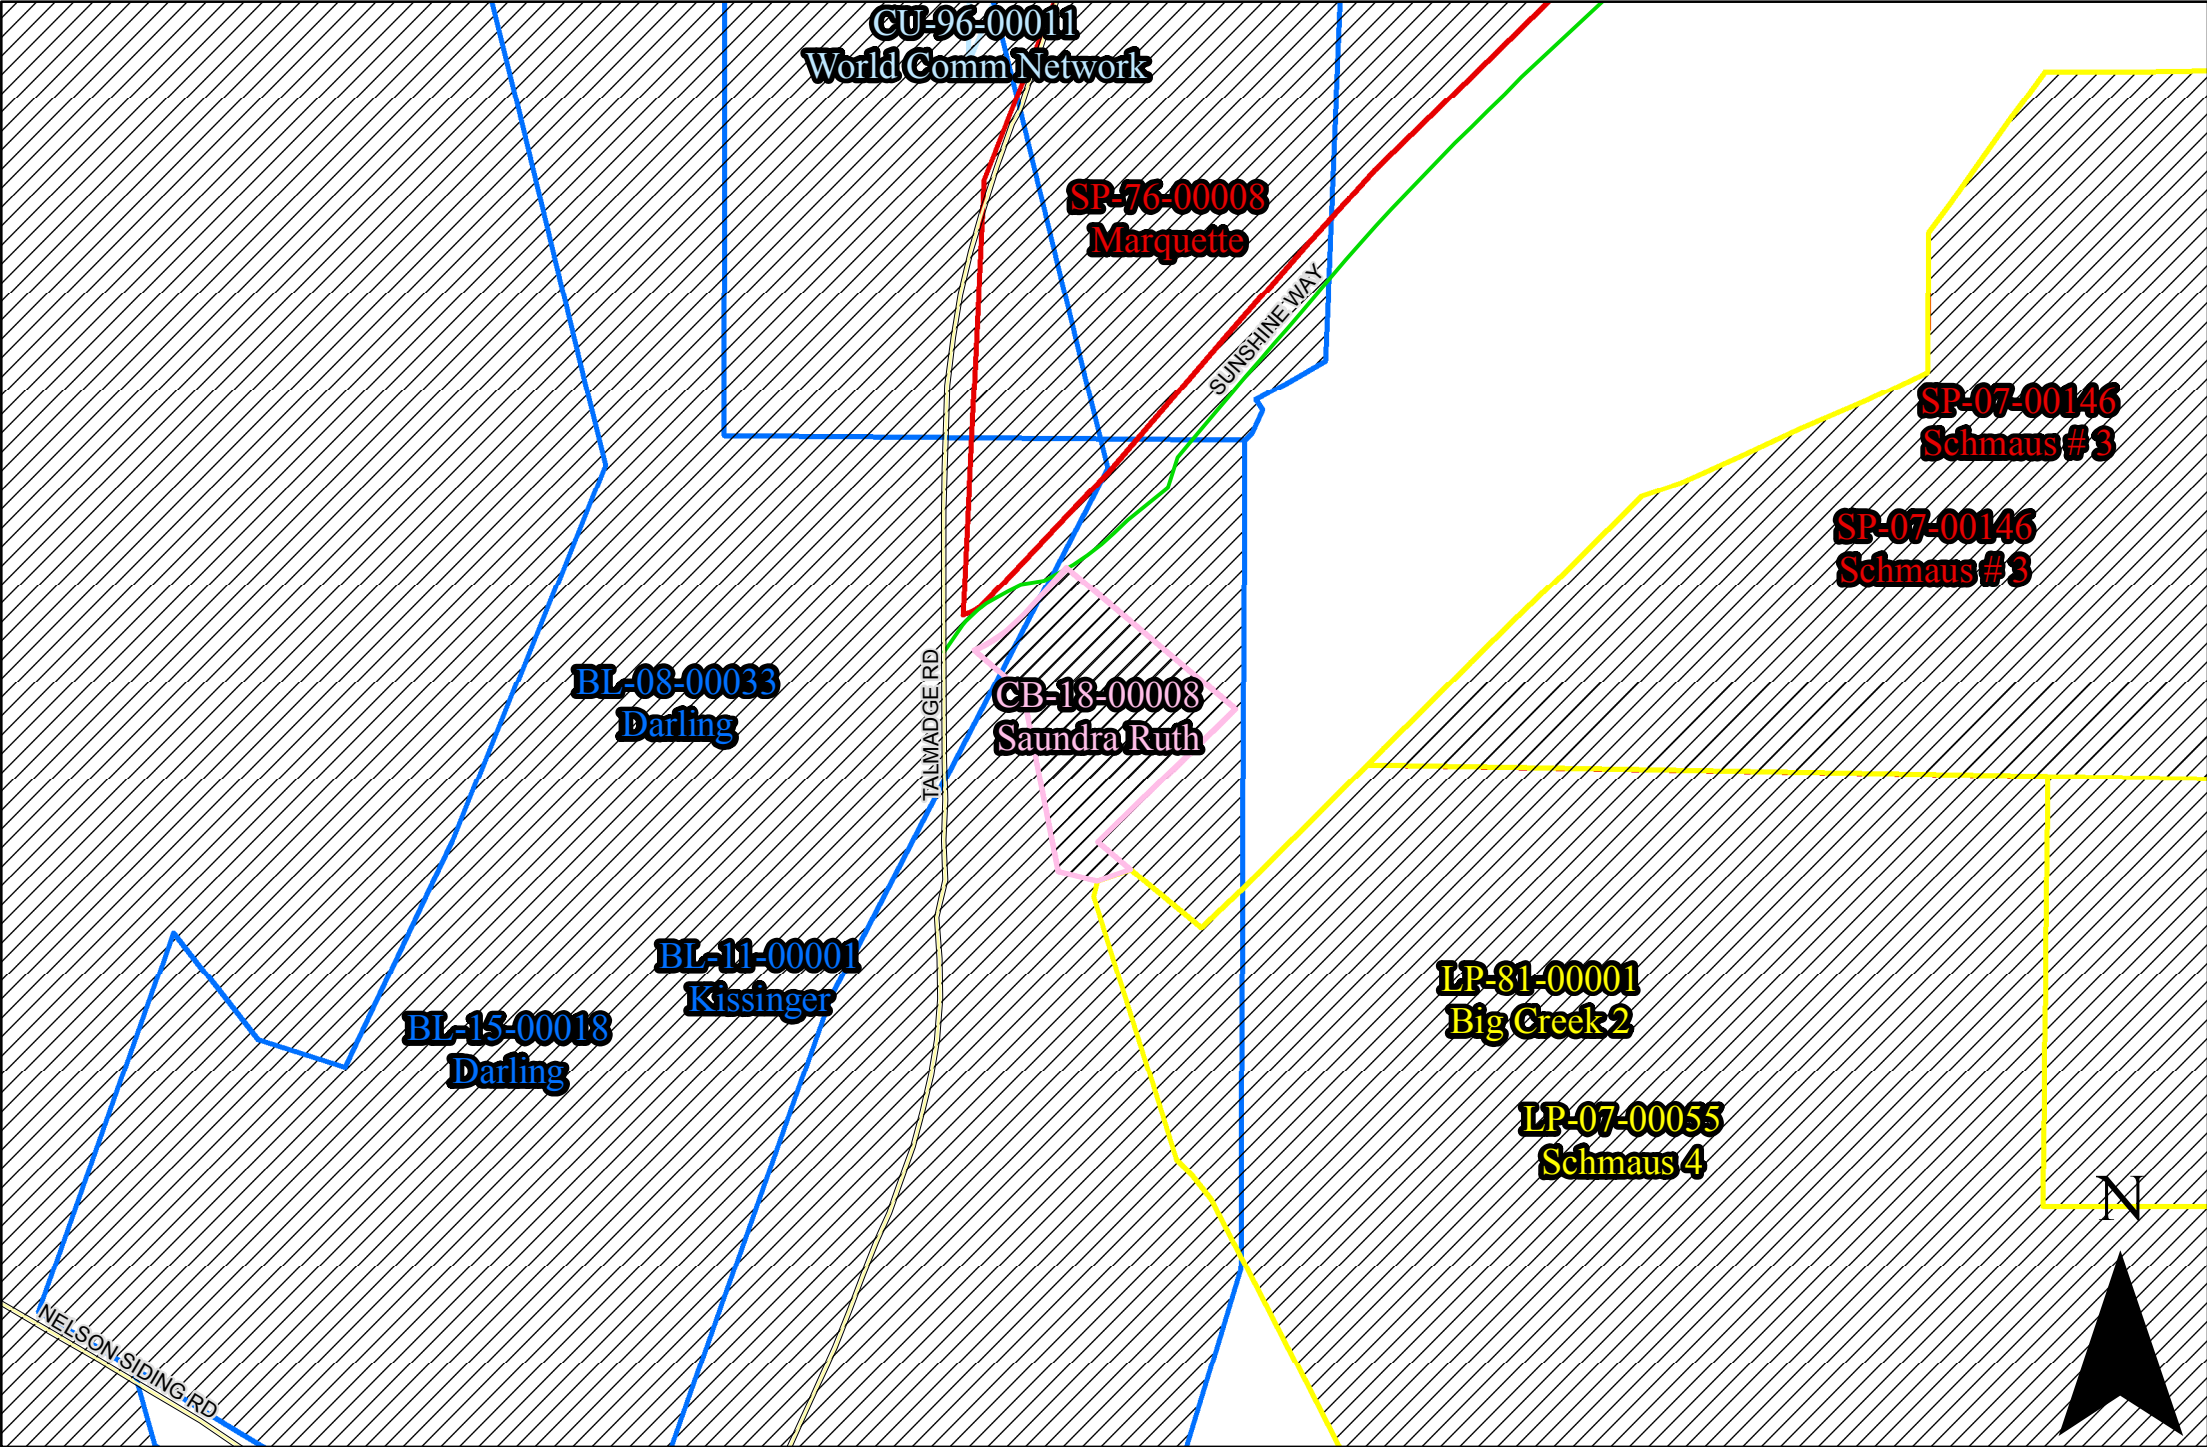 CU-96-00011
World Comm Network
SP-76-00008
Marquette
SUNSHINE WAY
SP-07-00146
Schmaus # 3
SP-07-00146
Schmaus # 3
BL-08-00033
Darling
TALMADGE RD
CB-18-00008
Saundra Ruth
BL-11-00001
Kissinger
LP-81-00001
Big Creek 2
BL-15-00018
Darling
LP-07-00055
Schmaus 4
N
NELSON SIDING RD